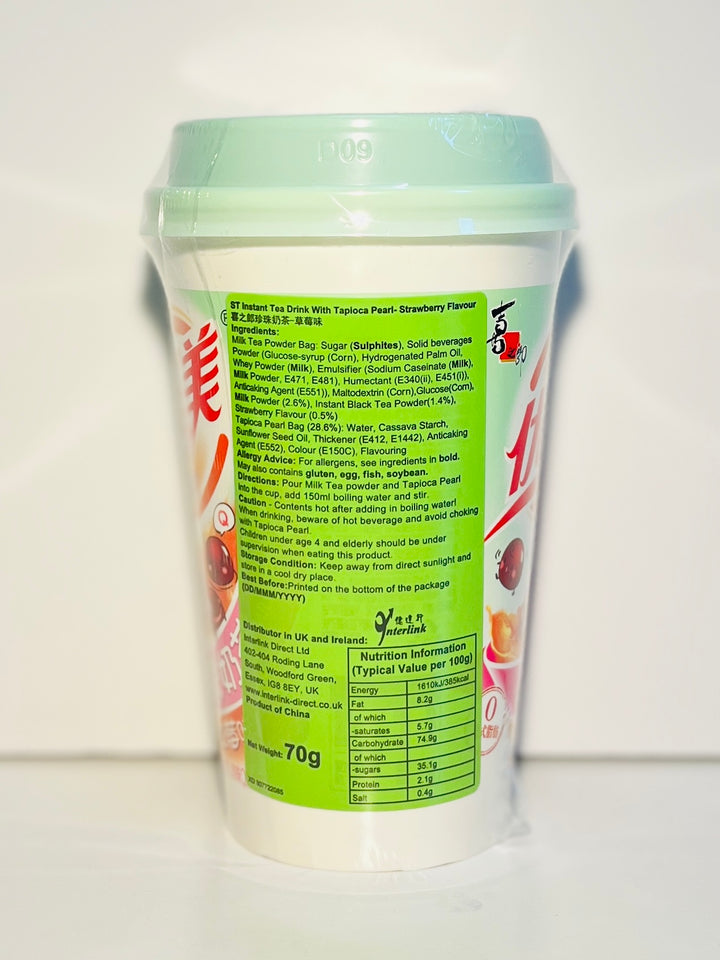 D09
美
喜之郎
优
Q
奶茶
0
ST Instant Tea Drink With Tapioca Pearl- Strawberry Flavour
喜之郎珍珠奶茶-草莓味
Ingredients:
Milk Tea Powder Bag: Sugar (Sulphites), Solid beverages
Powder (Glucose-syrup (Corn), Hydrogenated Palm Oil,
Whey Powder (Milk), Emulsifier (Sodium Caseinate (Milk),
Milk Powder, E471, E481), Humectant (E340(ii), E451(i)),
Anticaking Agent (E551)), Maltodextrin (Corn),Glucose(Corn),
Milk Powder (2.6%), Instant Black Tea Powder(1.4%),
Strawberry Flavour (0.5%)
Tapioca Pearl Bag (28.6%): Water, Cassava Starch,
Sunflower Seed Oil, Thickener (E412, E1442), Anticaking
Agent (E552), Colour (E150C), Flavouring
Allergy Advice: For allergens, see ingredients in bold.
May also contains gluten, egg, fish, soybean.
Directions: Pour Milk Tea powder and Tapioca Pearl
into the cup, add 150ml boiling water and stir.
Caution - Contents hot after adding in boiling water!
When drinking, beware of hot beverage and avoid choking
with Tapioca Pearl.
Children under age 4 and elderly should be under
supervision when eating this product.
Storage Condition: Keep away from direct sunlight and
store in a cool dry place.
Best Before:Printed on the bottom of the package
(DD/MMM/YYYY)
億達行
Interlink
Distributor in UK and Ireland:
Interlink Direct Ltd
402-404 Roding Lane
South, Woodford Green,
Essex, IG8 8EY, UK
www.interlink-direct.co.uk
Product of China
Net Weight: 70g
XD 907722085
Nutrition Information
(Typical Value per 100g)
Energy 1610kJ/385kcal
Fat 8.2g
of which
-saturates 5.7g
Carbohydrate 74.9g
of which
-sugars 35.1g
Protein 2.1g
Salt 0.4g